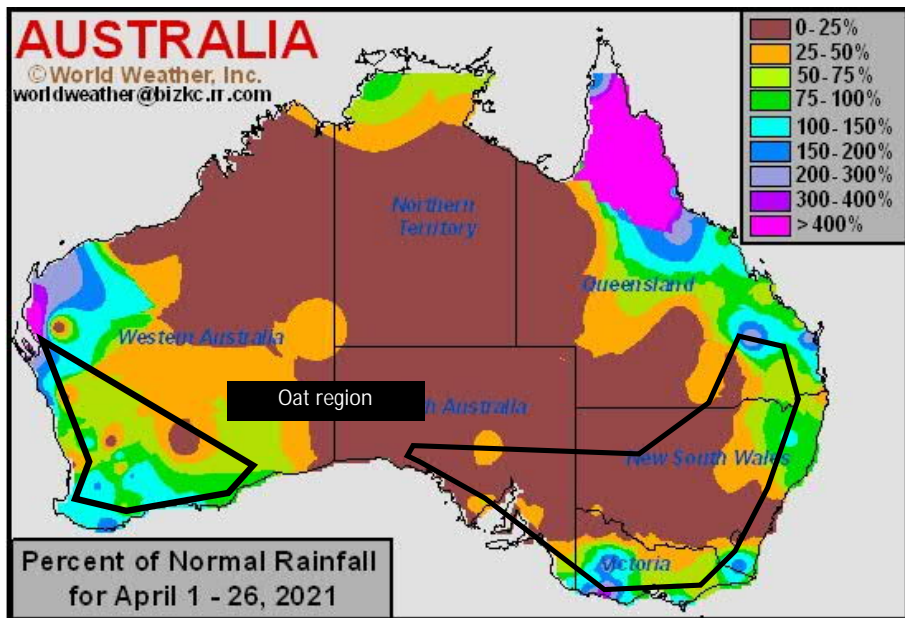 AUSTRALIA
©World Weather, Inc.
worldweather@bizkc.rr.com
0 - 25%
25 - 50%
50 - 75%
75 - 100%
100 - 150%
150 - 200%
200 - 300%
300 - 400%
> 400%
Northern
Territory
Queensland
Western Australia
Oat region
h Australia
New South Wales
Victoria
Percent of Normal Rainfall
for April 1 - 26, 2021